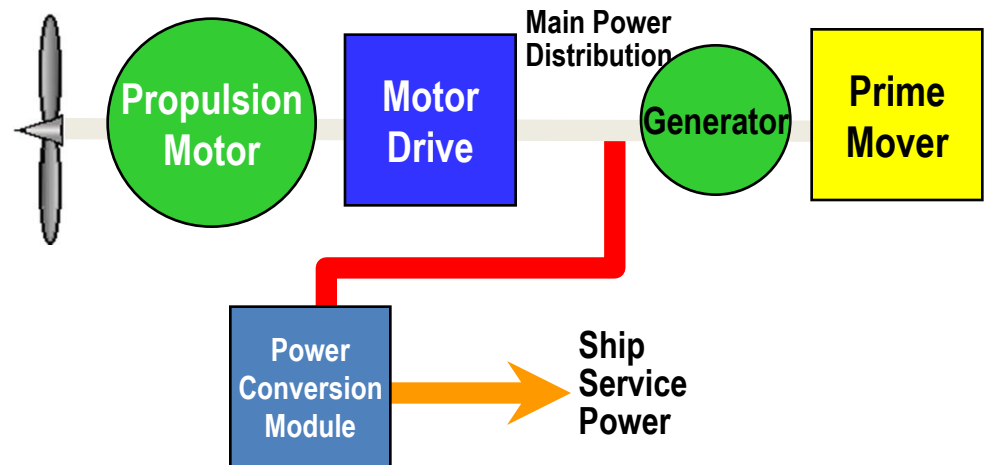 Main Power
Distribution
Propulsion
Motor
Motor
Drive
Generator
Prime
Mover
Power
Conversion
Module
Ship
Service
Power